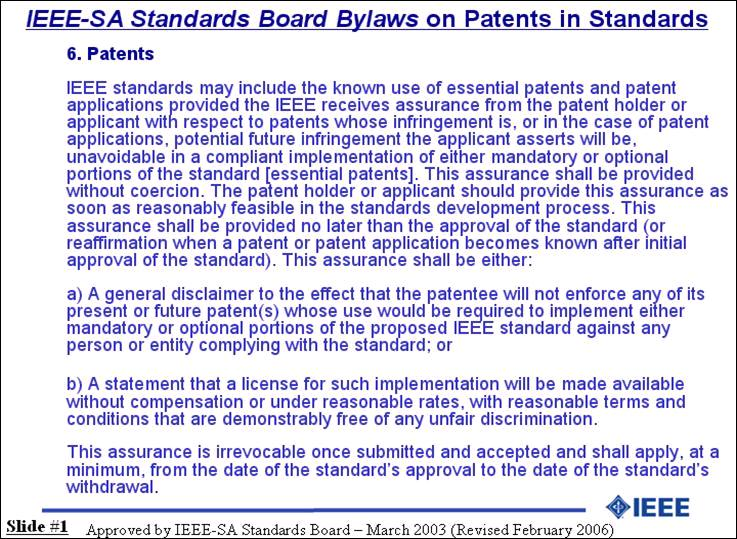 IEEE-SA Standards Board Bylaws on Patents in Standards
6. Patents
IEEE standards may include the known use of essential patents and patent
applications provided the IEEE receives assurance from the patent holder or
applicant with respect to patents whose infringement is, or in the case of patent
applications, potential future infringement the applicant asserts will be,
unavoidable in a compliant implementation of either mandatory or optional
portions of the standard [essential patents]. This assurance shall be provided
without coercion. The patent holder or applicant should provide this assurance as
soon as reasonably feasible in the standards development process. This
assurance shall be provided no later than the approval of the standard (or
reaffirmation when a patent or patent application becomes known after initial
approval of the standard). This assurance shall be either:
a) A general disclaimer to the effect that the patentee will not enforce any of its
present or future patent(s) whose use would be required to implement either
mandatory or optional portions of the proposed IEEE standard against any
person or entity complying with the standard; or
b) A statement that a license for such implementation will be made available
without compensation or under reasonable rates, with reasonable terms and
conditions that are demonstrably free of any unfair discrimination.
This assurance is irrevocable once submitted and accepted and shall apply, at a
minimum, from the date of the standard's approval to the date of the standard's
withdrawal.
IEEE
Slide #1 Approved by IEEE-SA Standards Board – March 2003 (Revised February 2006)